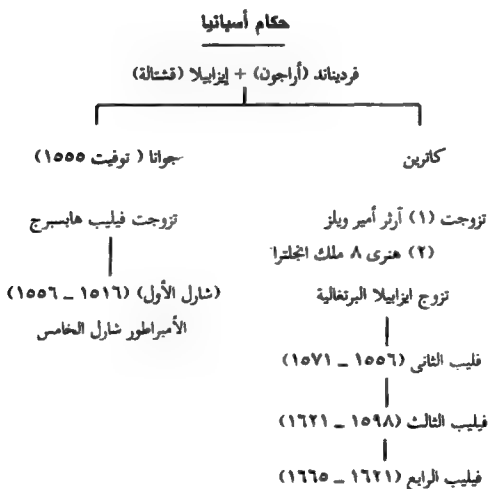 حكام أسبانيا
فرديناند (أراجون) + إيزابيلا (قشتالة)
كاترين
جوانا ( توفيت ١٥٥٥)
تزوجت (١) آرثر أمير ويلز
(٢) هنرى ٨ ملك انجلترا
تزوجت فيليب هابسبرج
تزوج ايزابيلا البرتغالية
(شارل الأول) (١٥١٦ – ١٥٥٦)
الأمبراطور شارل الخامس
فليب الثانى (١٥٥٦ – ١٥٧١)
فيليب الثالث (١٥٩٨ – ١٦٢١)
فيليب الرابع (١٦٢١ – ١٦٦٥)